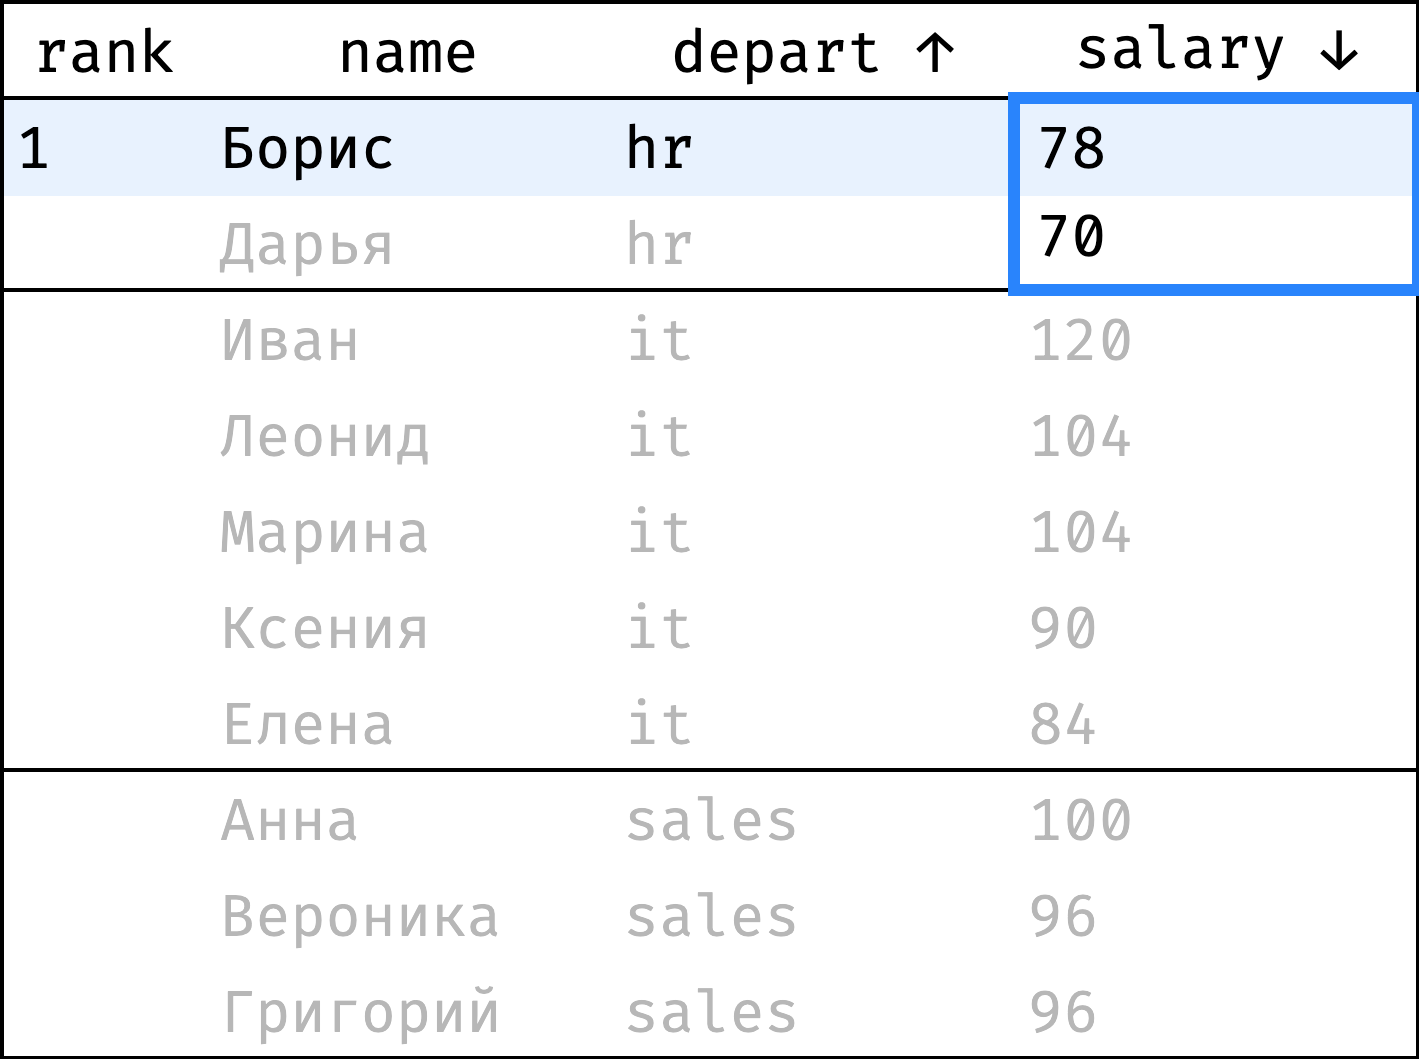 rank name depart ↑ salary ↓
1 Борис hr 78
Дарья hr 70
Иван it 120
Леонид it 104
Марина it 104
Ксения it 90
Елена it 84
Анна sales 100
Вероника sales 96
Григорий sales 96